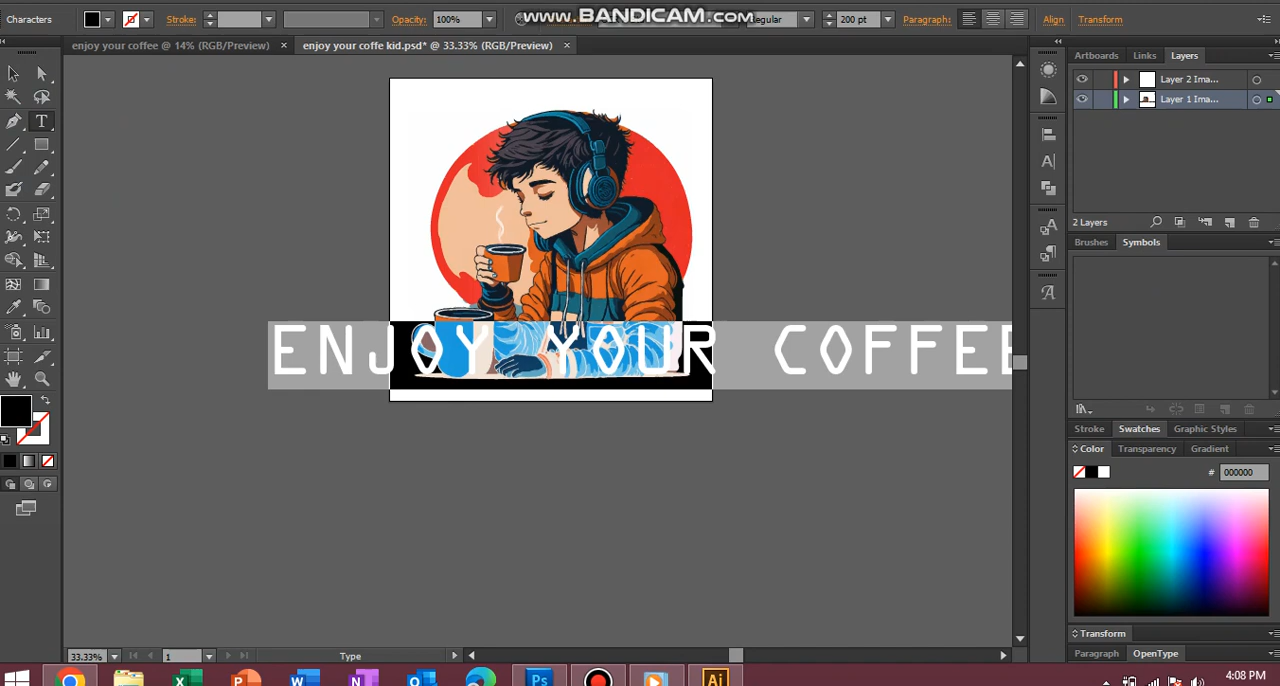 Characters Stroke: Opacity: 100% www.BANDICAM.com egular 200 pt Paragraph: Align Transform
enjoy your coffee @ 14% (RGB/Preview) enjoy your coffe kid.psd* @ 33.33% (RGB/Preview)
Artboards Links Layers
Layer 2 Ima...
Layer 1 Ima...
2 Layers
Brushes Symbols
ENJOY YOUR COFFEE
Stroke Swatches Graphic Styles
Color Transparency Gradient
# 000000
Transform
Paragraph OpenType
33.33% 1 Type
Ps Ai
4:08 PM